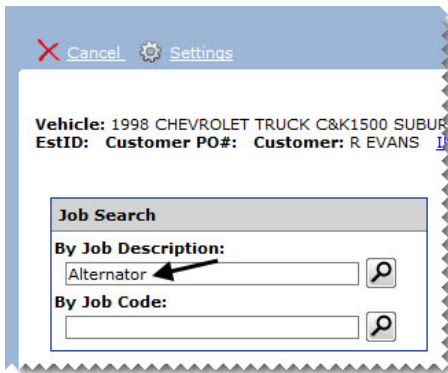 Cancel Settings
Vehicle: 1998 CHEVROLET TRUCK C&K1500 SUBUR
EstID: Customer PO#: Customer: R EVANS
Job Search
By Job Description:
Alternator
By Job Code: